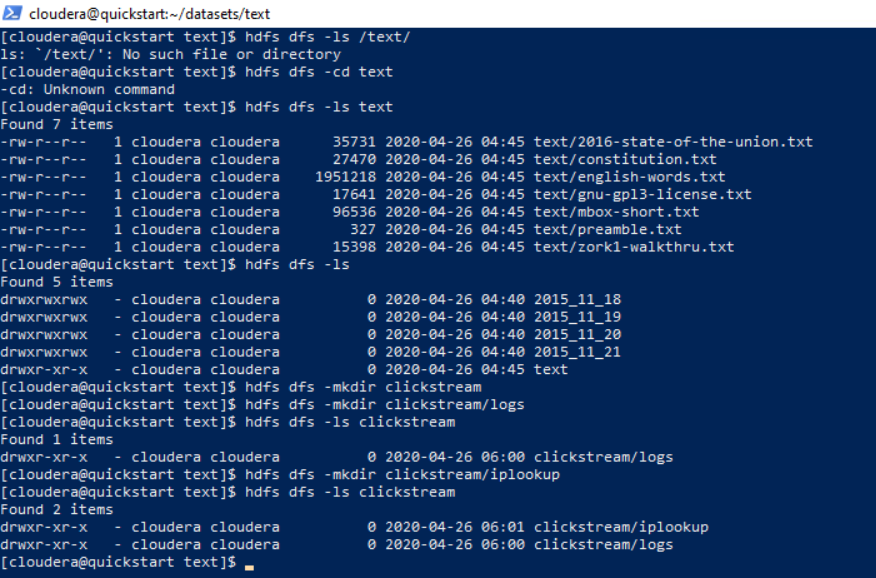 cloudera@quickstart:~/datasets/text
[cloudera@quickstart text]$ hdfs dfs -ls /text/
ls: `/text/': No such file or directory
[cloudera@quickstart text]$ hdfs dfs -cd text
-cd: Unknown command
[cloudera@quickstart text]$ hdfs dfs -ls text
Found 7 items
-rw-r--r--   1 cloudera cloudera      35731 2020-04-26 04:45 text/2016-state-of-the-union.txt
-rw-r--r--   1 cloudera cloudera      27470 2020-04-26 04:45 text/constitution.txt
-rw-r--r--   1 cloudera cloudera    1951218 2020-04-26 04:45 text/english-words.txt
-rw-r--r--   1 cloudera cloudera      17641 2020-04-26 04:45 text/gnu-gpl3-license.txt
-rw-r--r--   1 cloudera cloudera      96536 2020-04-26 04:45 text/mbox-short.txt
-rw-r--r--   1 cloudera cloudera        327 2020-04-26 04:45 text/preamble.txt
-rw-r--r--   1 cloudera cloudera      15398 2020-04-26 04:45 text/zork1-walkthru.txt
[cloudera@quickstart text]$ hdfs dfs -ls
Found 5 items
drwxrwxrwx   - cloudera cloudera          0 2020-04-26 04:40 2015_11_18
drwxrwxrwx   - cloudera cloudera          0 2020-04-26 04:40 2015_11_19
drwxrwxrwx   - cloudera cloudera          0 2020-04-26 04:40 2015_11_20
drwxrwxrwx   - cloudera cloudera          0 2020-04-26 04:40 2015_11_21
drwxr-xr-x   - cloudera cloudera          0 2020-04-26 04:45 text
[cloudera@quickstart text]$ hdfs dfs -mkdir clickstream
[cloudera@quickstart text]$ hdfs dfs -mkdir clickstream/logs
[cloudera@quickstart text]$ hdfs dfs -ls clickstream
Found 1 items
drwxr-xr-x   - cloudera cloudera          0 2020-04-26 06:00 clickstream/logs
[cloudera@quickstart text]$ hdfs dfs -mkdir clickstream/iplookup
[cloudera@quickstart text]$ hdfs dfs -ls clickstream
Found 2 items
drwxr-xr-x   - cloudera cloudera          0 2020-04-26 06:01 clickstream/iplookup
drwxr-xr-x   - cloudera cloudera          0 2020-04-26 06:00 clickstream/logs
[cloudera@quickstart text]$